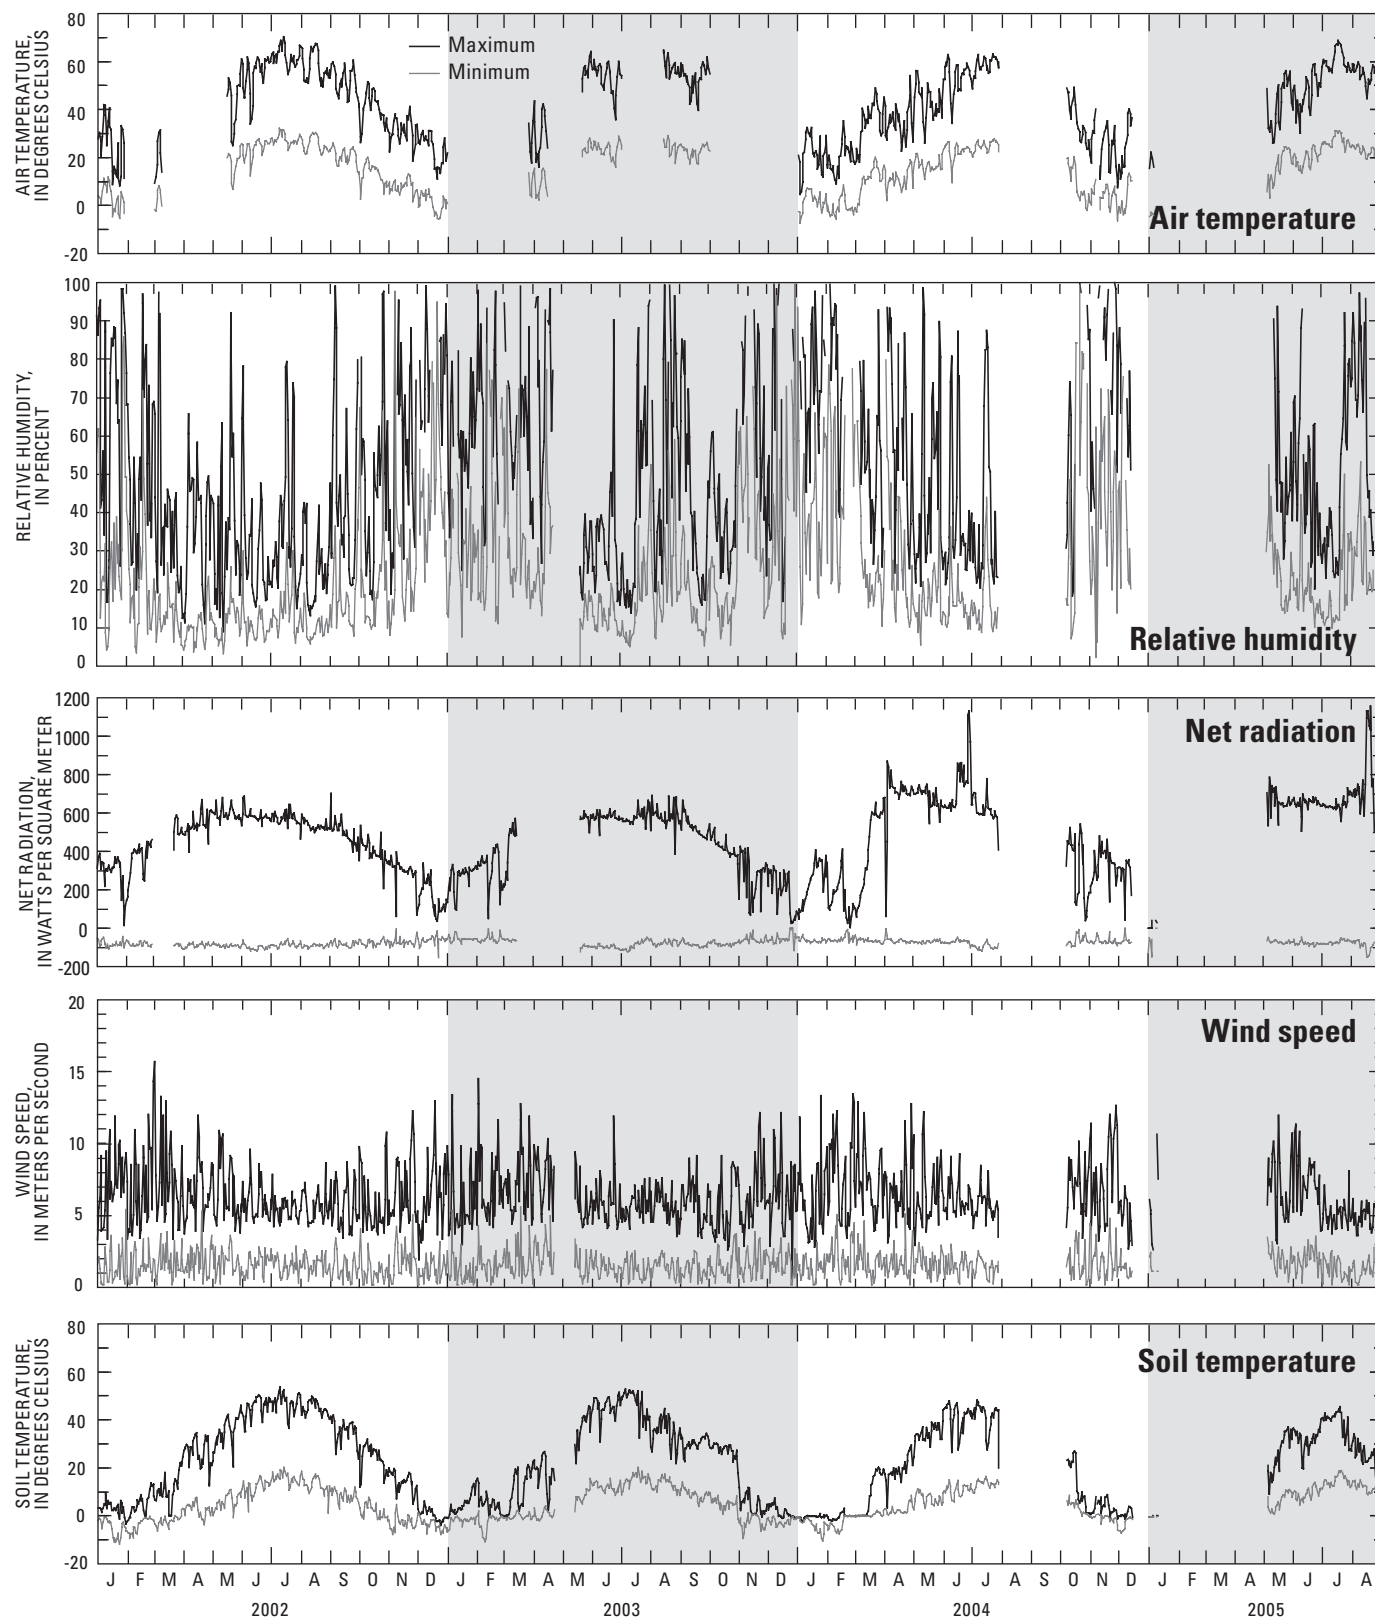 AIR TEMPERATURE,
IN DEGREES CELSIUS
80
60
40
20
0
-20
Maximum
Minimum
Air temperature
RELATIVE HUMIDITY,
IN PERCENT
100
90
80
70
60
50
40
30
20
10
0
Relative humidity
NET RADIATION,
IN WATTS PER SQUARE METER
1200
1000
800
600
400
200
0
-200
Net radiation
WIND SPEED,
IN METERS PER SECOND
20
15
10
5
0
Wind speed
SOIL TEMPERATURE,
IN DEGREES CELSIUS
80
60
40
20
0
-20
Soil temperature
J F M A M J J A S O N D J F M A M J J A S O N D J F M A M J J A S O N D J F M A M J J A
2002 2003 2004 2005